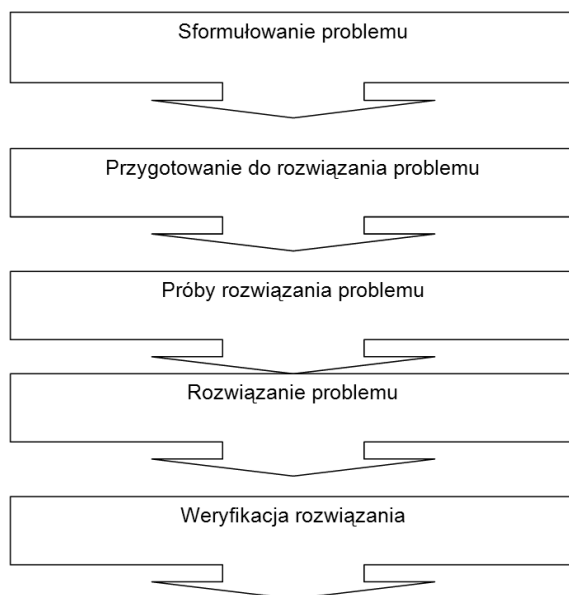 Sformułowanie problemu
Przygotowanie do rozwiązania problemu
Próby rozwiązania problemu
Rozwiązanie problemu
Weryfikacja rozwiązania